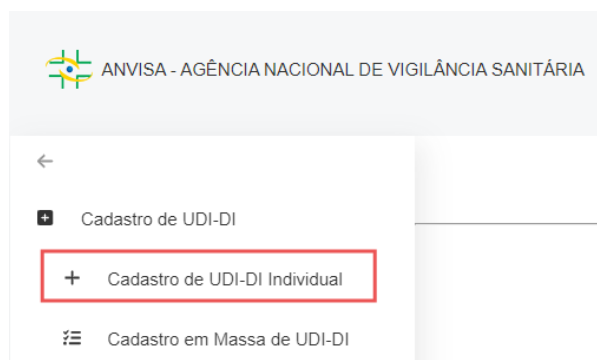 ANVISA - AGÊNCIA NACIONAL DE VIGILÂNCIA SANITÁRIA
Cadastro de UDI-DI
Cadastro de UDI-DI Individual
Cadastro em Massa de UDI-DI